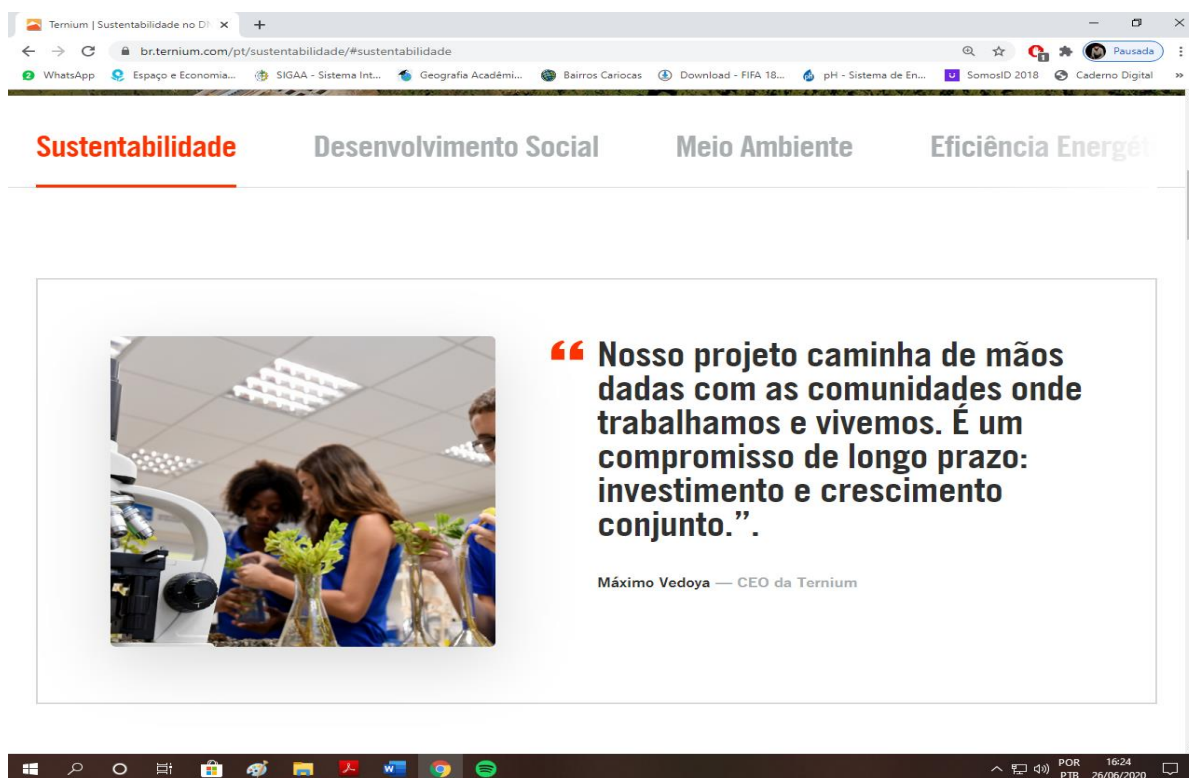 Ternium | Sustentabilidade no D
br.ternium.com/pt/sustentabilidade/#sustentabilidade
Pausada
WhatsApp Espaço e Economia... SIGAA - Sistema Int... Geografia Acadêmi... Bairros Cariocas Download - FIFA 18... pH - Sistema de En... SomosID 2018 Caderno Digital »
Sustentabilidade Desenvolvimento Social Meio Ambiente Eficiência Energét
“ Nosso projeto caminha de mãos
dadas com as comunidades onde
trabalhamos e vivemos. É um
compromisso de longo prazo:
investimento e crescimento
conjunto.”.
Máximo Vedoya — CEO da Ternium
POR 16:24
PTB 26/06/2020